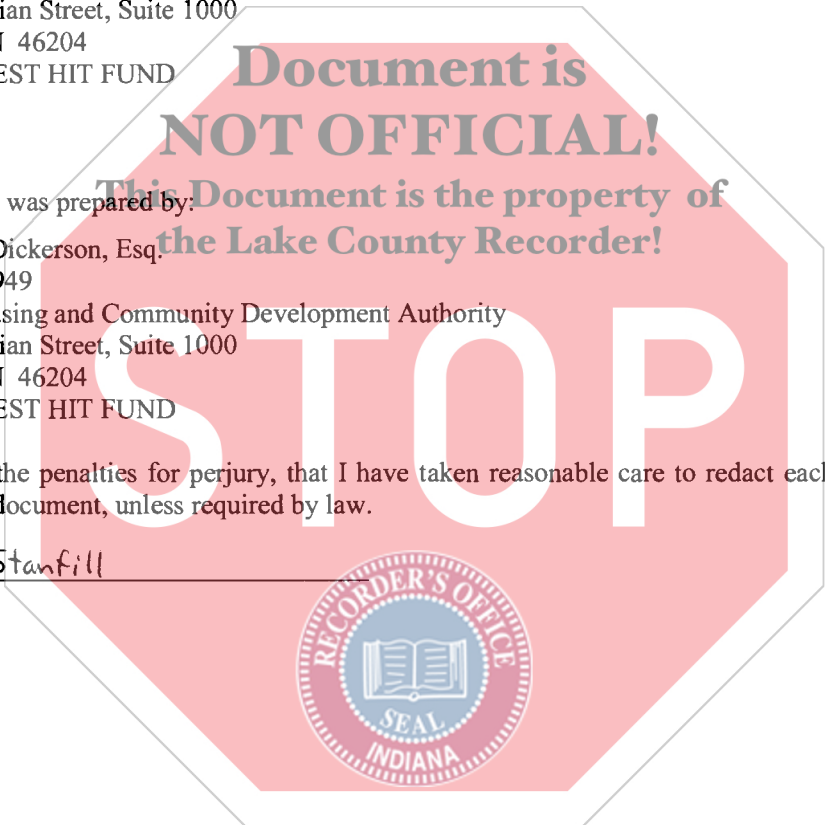 ian Street, Suite 1000
46204
EST HIT FUND
Document is
NOT OFFICIAL!
This Document is the property of
the Lake County Recorder!
was prepared by:
Dickerson, Esq.
949
sing and Community Development Authority
ian Street, Suite 1000
46204
EST HIT FUND
STOP
the penalties for perjury, that I have taken reasonable care to redact each
document, unless required by law.
Stanfill
RECORDER'S OFFICE
SEAL
INDIANA